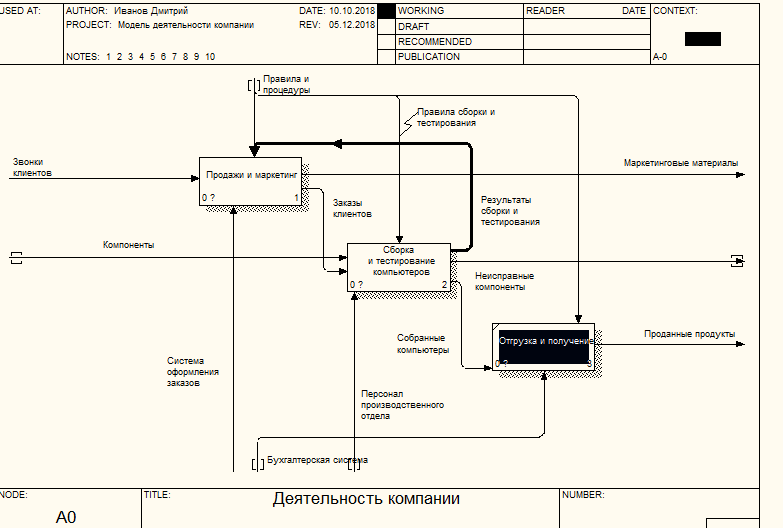 USED AT:
AUTHOR: Иванов Дмитрий
DATE: 10.10.2018
WORKING
READER
DATE
CONTEXT:
PROJECT: Модель деятельности компании
REV: 05.12.2018
DRAFT
RECOMMENDED
NOTES: 1 2 3 4 5 6 7 8 9 10
PUBLICATION
A-0
Правила и
процедуры
Правила сборки и
тестирования
Звонки
клиентов
Продажи и маркетинг
0 ?
1
Маркетинговые материалы
Заказы
клиентов
Результаты
сборки и
тестирования
Компоненты
Сборка
и тестирование
компьютеров
0 ?
2
Неисправные
компоненты
Собранные
компьютеры
Отгрузка и получение
0 ?
3
Проданные продукты
Система
оформления
заказов
Персонал
производственного
отдела
Бухгалтерская система
NODE:
TITLE:
Деятельность компании
NUMBER:
A0